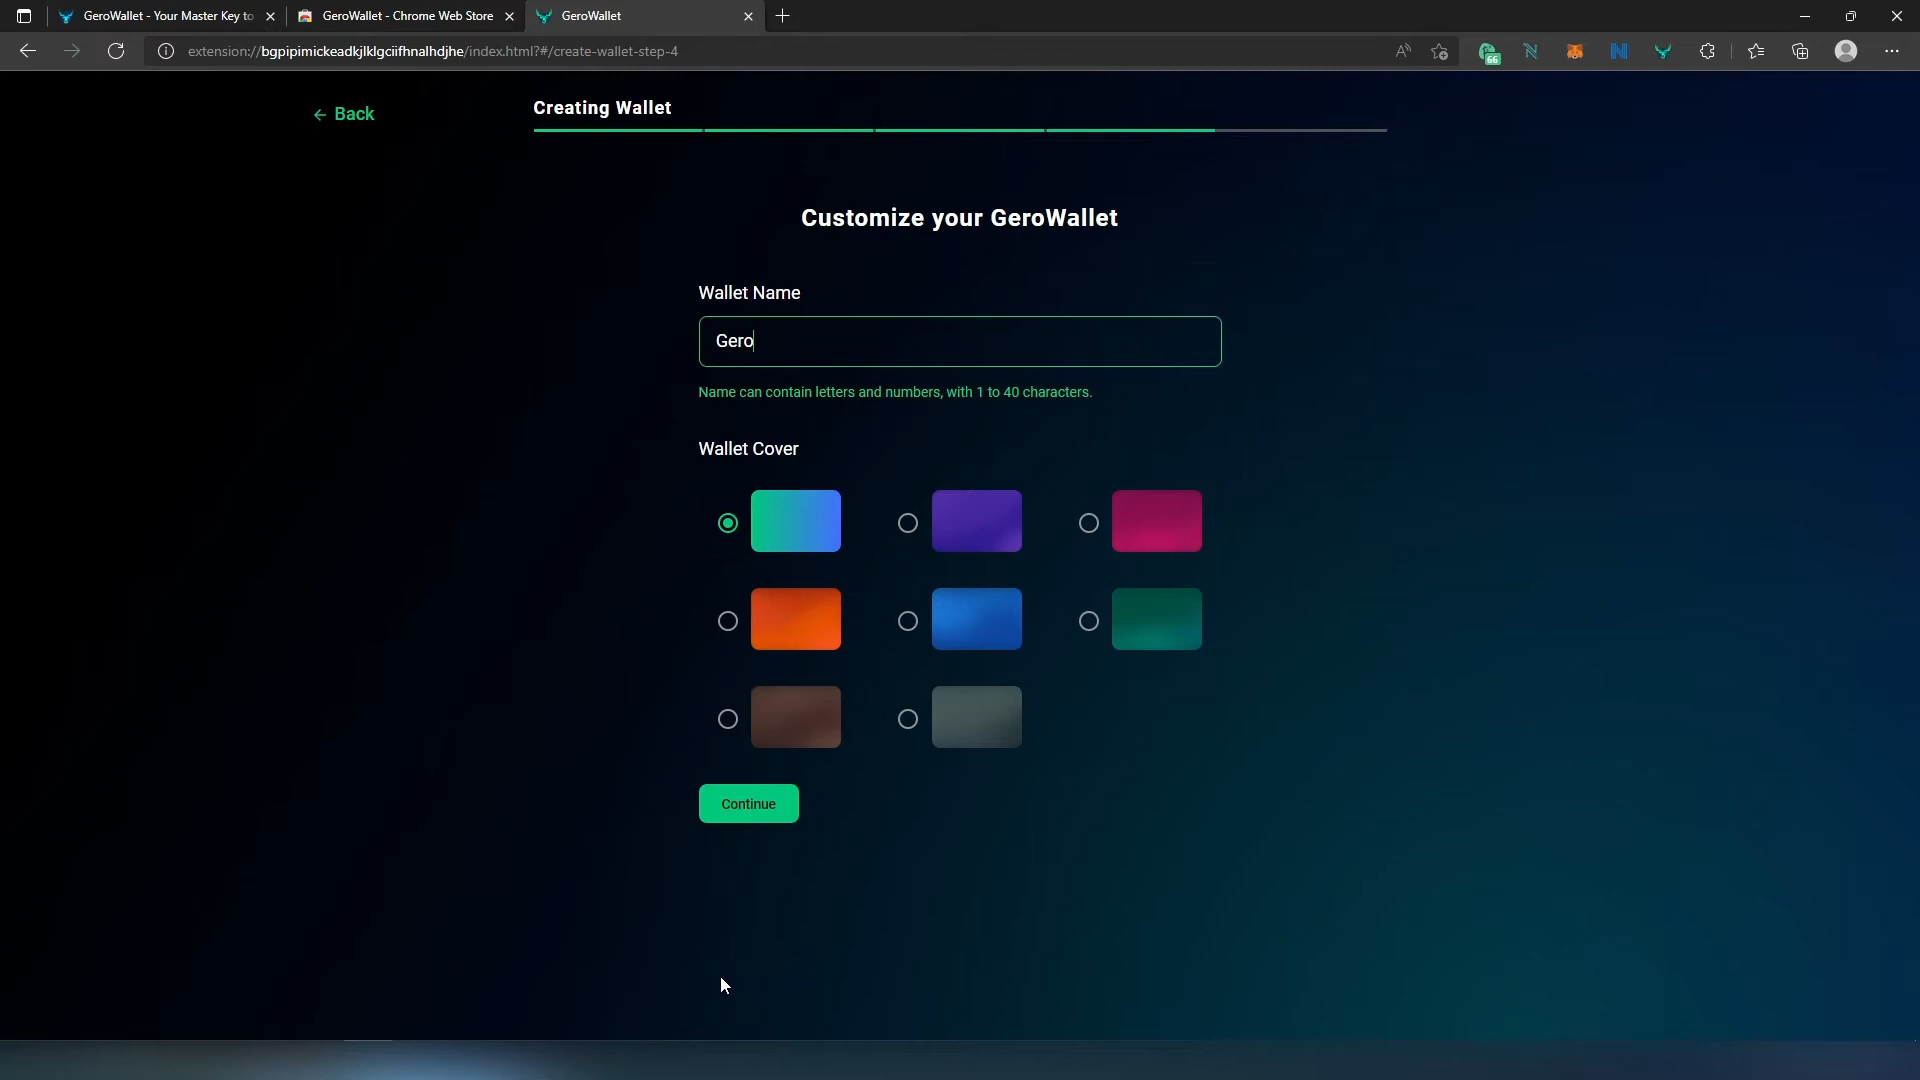 GeroWallet - Your Master Key to
GeroWallet - Chrome Web Store
GeroWallet
extension://bgpipimickeadkjlklgciifhnalhdjhe/index.html?#/create-wallet-step-4
66
Back
Creating Wallet
Customize your GeroWallet
Wallet Name
Gero
Name can contain letters and numbers, with 1 to 40 characters.
Wallet Cover
Continue